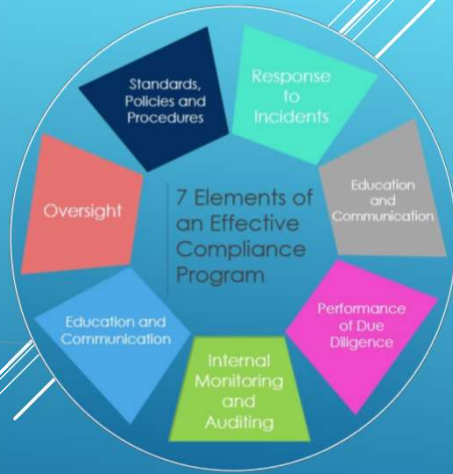 Standards,
Policies and
Procedures
Response
to
Incidents
Oversight
7 Elements of
an Effective
Compliance
Program
Education
and
Communication
Education and
Communication
Performance
of Due
Diligence
Internal
Monitoring
and
Auditing